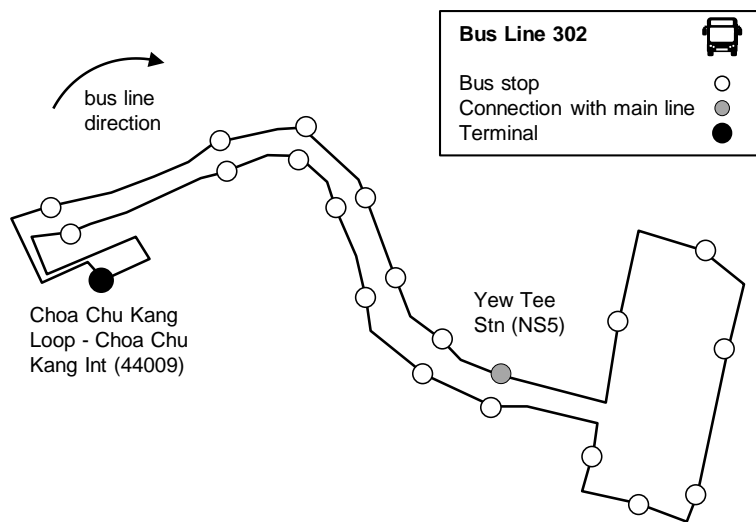 Bus Line 302
Bus stop
Connection with main line
Terminal
bus line
direction
Yew Tee
Stn (NS5)
Choa Chu Kang
Loop - Choa Chu
Kang Int (44009)